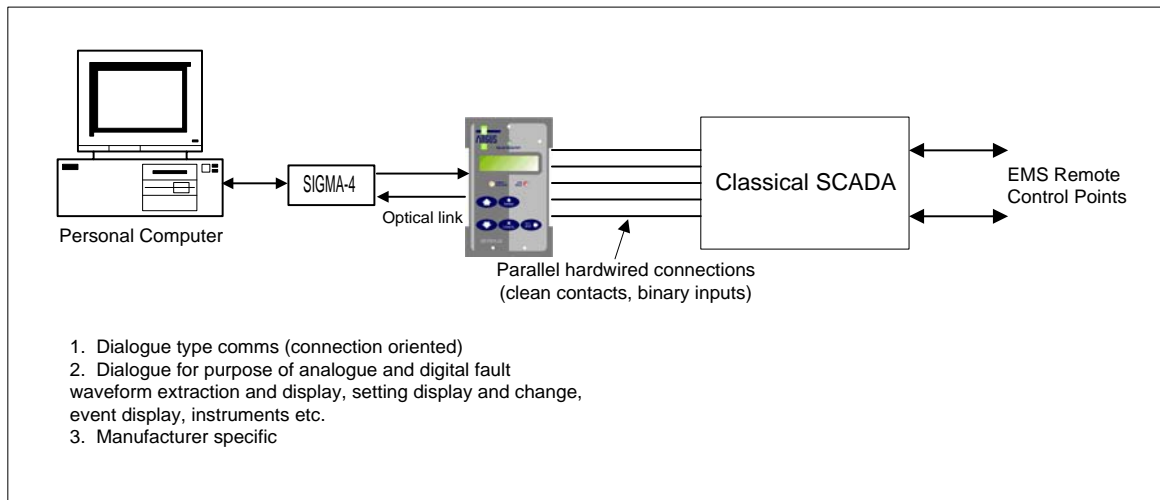 ARGUS
SIGMA-4
Classical SCADA
EMS Remote
Control Points
Optical link
Personal Computer
Parallel hardwired connections
(clean contacts, binary inputs)
1. Dialogue type comms (connection oriented)
2. Dialogue for purpose of analogue and digital fault
waveform extraction and display, setting display and change,
event display, instruments etc.
3. Manufacturer specific